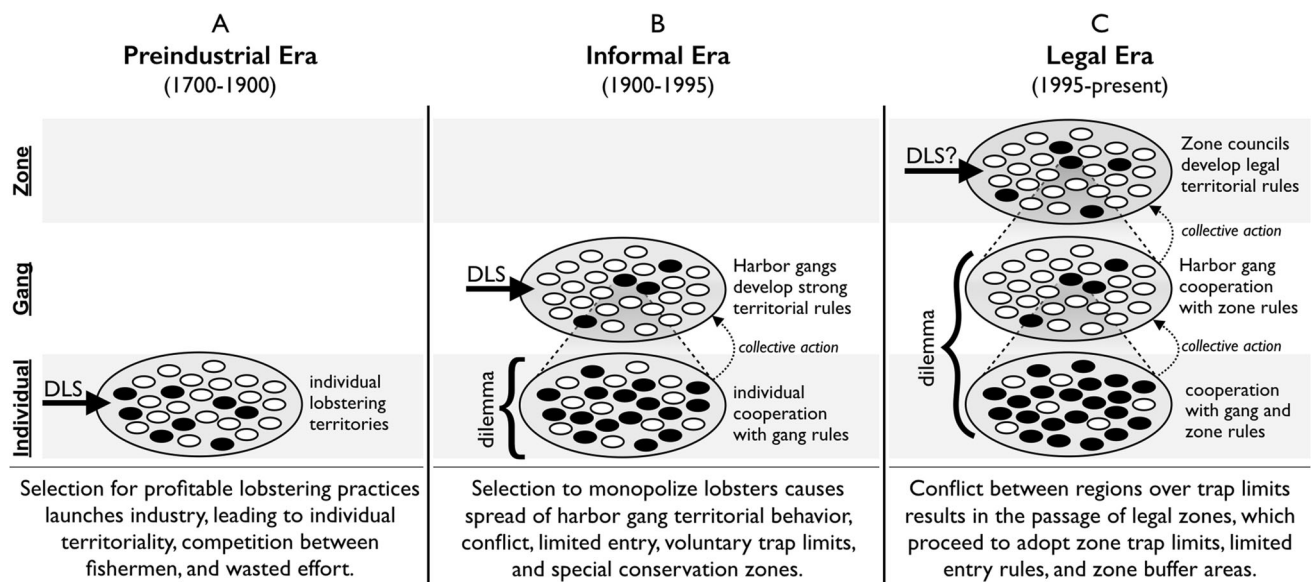 A
Preindustrial Era
(1700-1900)
B
Informal Era
(1900-1995)
C
Legal Era
(1995-present)
Zone
DLS?
Zone councils
develop legal
territorial rules
collective action
Gang
DLS
Harbor gangs
develop strong
territorial rules
collective action
Harbor gang
cooperation
with zone rules
collective action
Individual
DLS
individual
lobstering
territories
dilemma
individual
cooperation
with gang rules
dilemma
cooperation
with gang and
zone rules
Selection for profitable lobstering practices
launches industry, leading to individual
territoriality, competition between
fishermen, and wasted effort.
Selection to monopolize lobsters causes
spread of harbor gang territorial behavior,
conflict, limited entry, voluntary trap limits,
and special conservation zones.
Conflict between regions over trap limits
results in the passage of legal zones, which
proceed to adopt zone trap limits, limited
entry rules, and zone buffer areas.